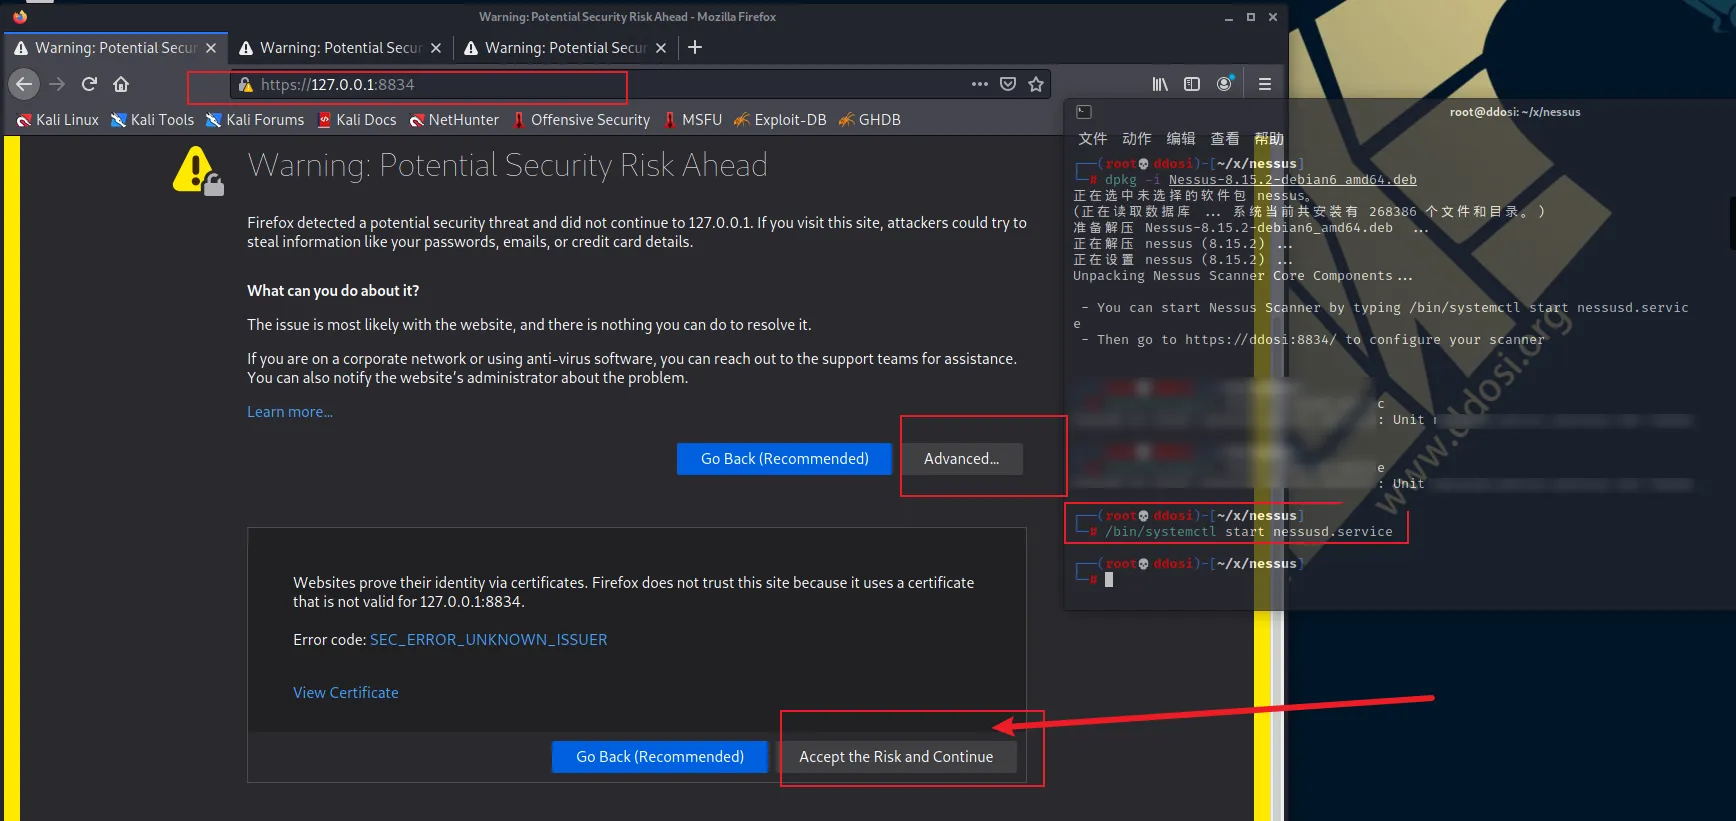 Warning: Potential Security Risk Ahead - Mozilla Firefox
Warning: Potential Secur
Warning: Potential Secu
Warning: Potential Secu
https://127.0.0.1:8834
Kali Linux
Kali Tools
Kali Forums
Kali Docs
NetHunter
Offensive Security
MSFU
Exploit-DB
GHDB
Warning: Potential Security Risk Ahead
Firefox detected a potential security threat and did not continue to 127.0.0.1. If you visit this site, attackers could try to
steal information like your passwords, emails, or credit card details.
What can you do about it?
The issue is most likely with the website, and there is nothing you can do to resolve it.
If you are on a corporate network or using anti-virus software, you can reach out to the support teams for assistance.
You can also notify the website's administrator about the problem.
Learn more...
Go Back (Recommended)
Advanced...
Websites prove their identity via certificates. Firefox does not trust this site because it uses a certificate
that is not valid for 127.0.0.1:8834.
Error code: SEC_ERROR_UNKNOWN_ISSUER
View Certificate
Go Back (Recommended)
Accept the Risk and Continue
root@ddosi: ~/x/nessus
文件 动作 编辑 查看 帮助
(root💀ddosi)-[~/x/nessus]
# dpkg -i Nessus-8.15.2-debian6_amd64.deb
正在选中未选择的软件包 nessus。
(正在读取数据库 ... 系统当前共安装有 268386 个文件和目录。)
准备解压 Nessus-8.15.2-debian6_amd64.deb ...
正在解压 nessus (8.15.2) ...
正在设置 nessus (8.15.2) ...
Unpacking Nessus Scanner Core Components...
- You can start Nessus Scanner by typing /bin/systemctl start nessusd.servic
e
- Then go to https://ddosi:8834/ to configure your scanner
c
: Unit
e
: Unit
(root💀ddosi)-[~/x/nessus]
# /bin/systemctl start nessusd.service
(root💀ddosi)-[~/x/nessus]
#
www.ddosi.org